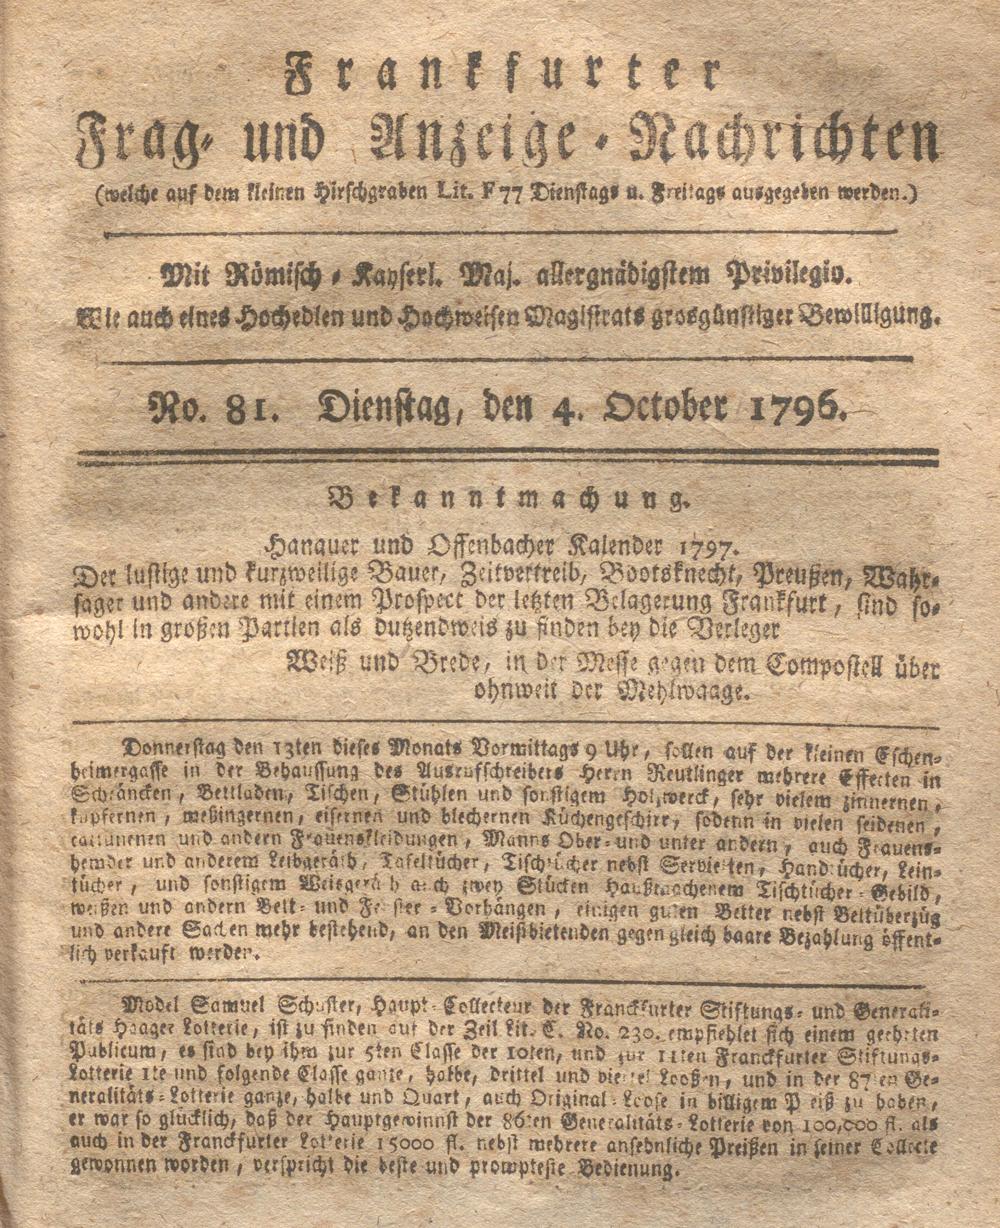 Frankfurter
Frag- und Anzeige-Nachrichten
(welche auf dem kleinen Hirschgraben Lit. F 77 Dienstags u. Freitags ausgegeben werden.)
Mit Römisch-Kayserl. Maj. allergnädigstem Privilegio.
Wie auch eines Hochedlen und Hochweisen Magistrats grosgünstiger Bewilligung.
No. 81. Dienstag, den 4. October 1796.
Bekanntmachung.
Hanauer und Offenbacher Kalender 1797.
Der lustige und kurzweilige Bauer, Zeitvertreib, Bootsknecht, Preußen, Wahr-
sager und andere mit einem Prospect der letzten Belagerung Frankfurt, sind so-
wohl in großen Partien als dutzendweis zu finden bey die Verleger
Weiß und Brede, in der Messe gegen dem Compostell über
ohnweit der Mehlwaage.
Donnerstag den 13ten dieses Monats Vormittags 9 Uhr, sollen auf der kleinen Eschen-
heimergasse in der Behaussung des Ausrufschreibers Herrn Reutlinger mehrere Effecten in
Schräncken, Bettladen, Tischen, Stühlen und sonstigem Holzwerck, sehr vielem zinnernen,
kupfernen, meßingernen, eisernen und blechernen Küchengeschirr, sodenn in vielen seidenen,
cattunenen und andern Frauenskleidungen, Manns Ober- und unter andern, auch Frauens-
hemder und anderem Leibgeräth, Tafeltücher, Tischtücher nebst Servietten, Handtücher, Lein-
tücher, und sonstigem Weisgeräth auch zwey Stücken Haußmachenem Tischtücher-Gebild,
weißen und andern Bett- und Fenster-Vorhängen, einigen guten Better nebst Bettüberzüg
und andere Sachen mehr bestehend, an den Meistbietenden gegen gleich baare Bezahlung öffent-
lich verkauft werden.
Model Samuel Schuster, Haupt-Collecteur der Franckfurter Stiftungs- und Generali-
täts Haager Lotterie, ist zu finden auf der Zeil Lit. C. No. 230. empfiehlet sich einem geehrten
Publicum, es sind bey ihm zur 5ten Classe der 10ten, und zur 11ten Franckfurter Stiftungs-
Lotterie 1te und folgende Classe gantze, halbe, drittel und viertel Looßen, und in der 87ten Ge-
neralitäts-Lotterie ganze, halbe und Quart, auch Original-Loose in billigem Preiß zu haben,
er war so glücklich, daß der Hauptgewinnst der 86ten Generalitäts-Lotterie von 100,000 fl. als
auch in der Franckfurter Lotterie 15000 fl. nebst mehrere ansehnliche Preißen in seiner Collecte
gewonnen worden, verspricht die beste und prompteste Bedienung.